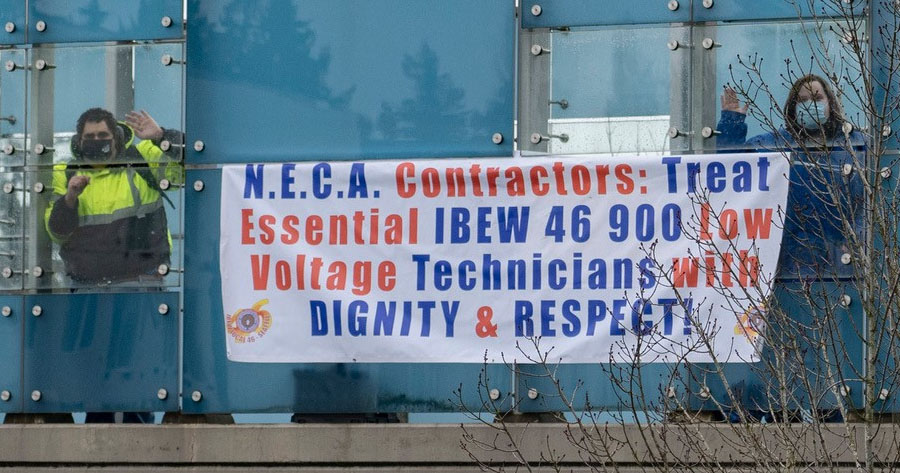 N.E.C.A. Contractors: Treat
Essential IBEW 46 900 Low
Voltage Technicians with
DIGNITY & RESPECT!